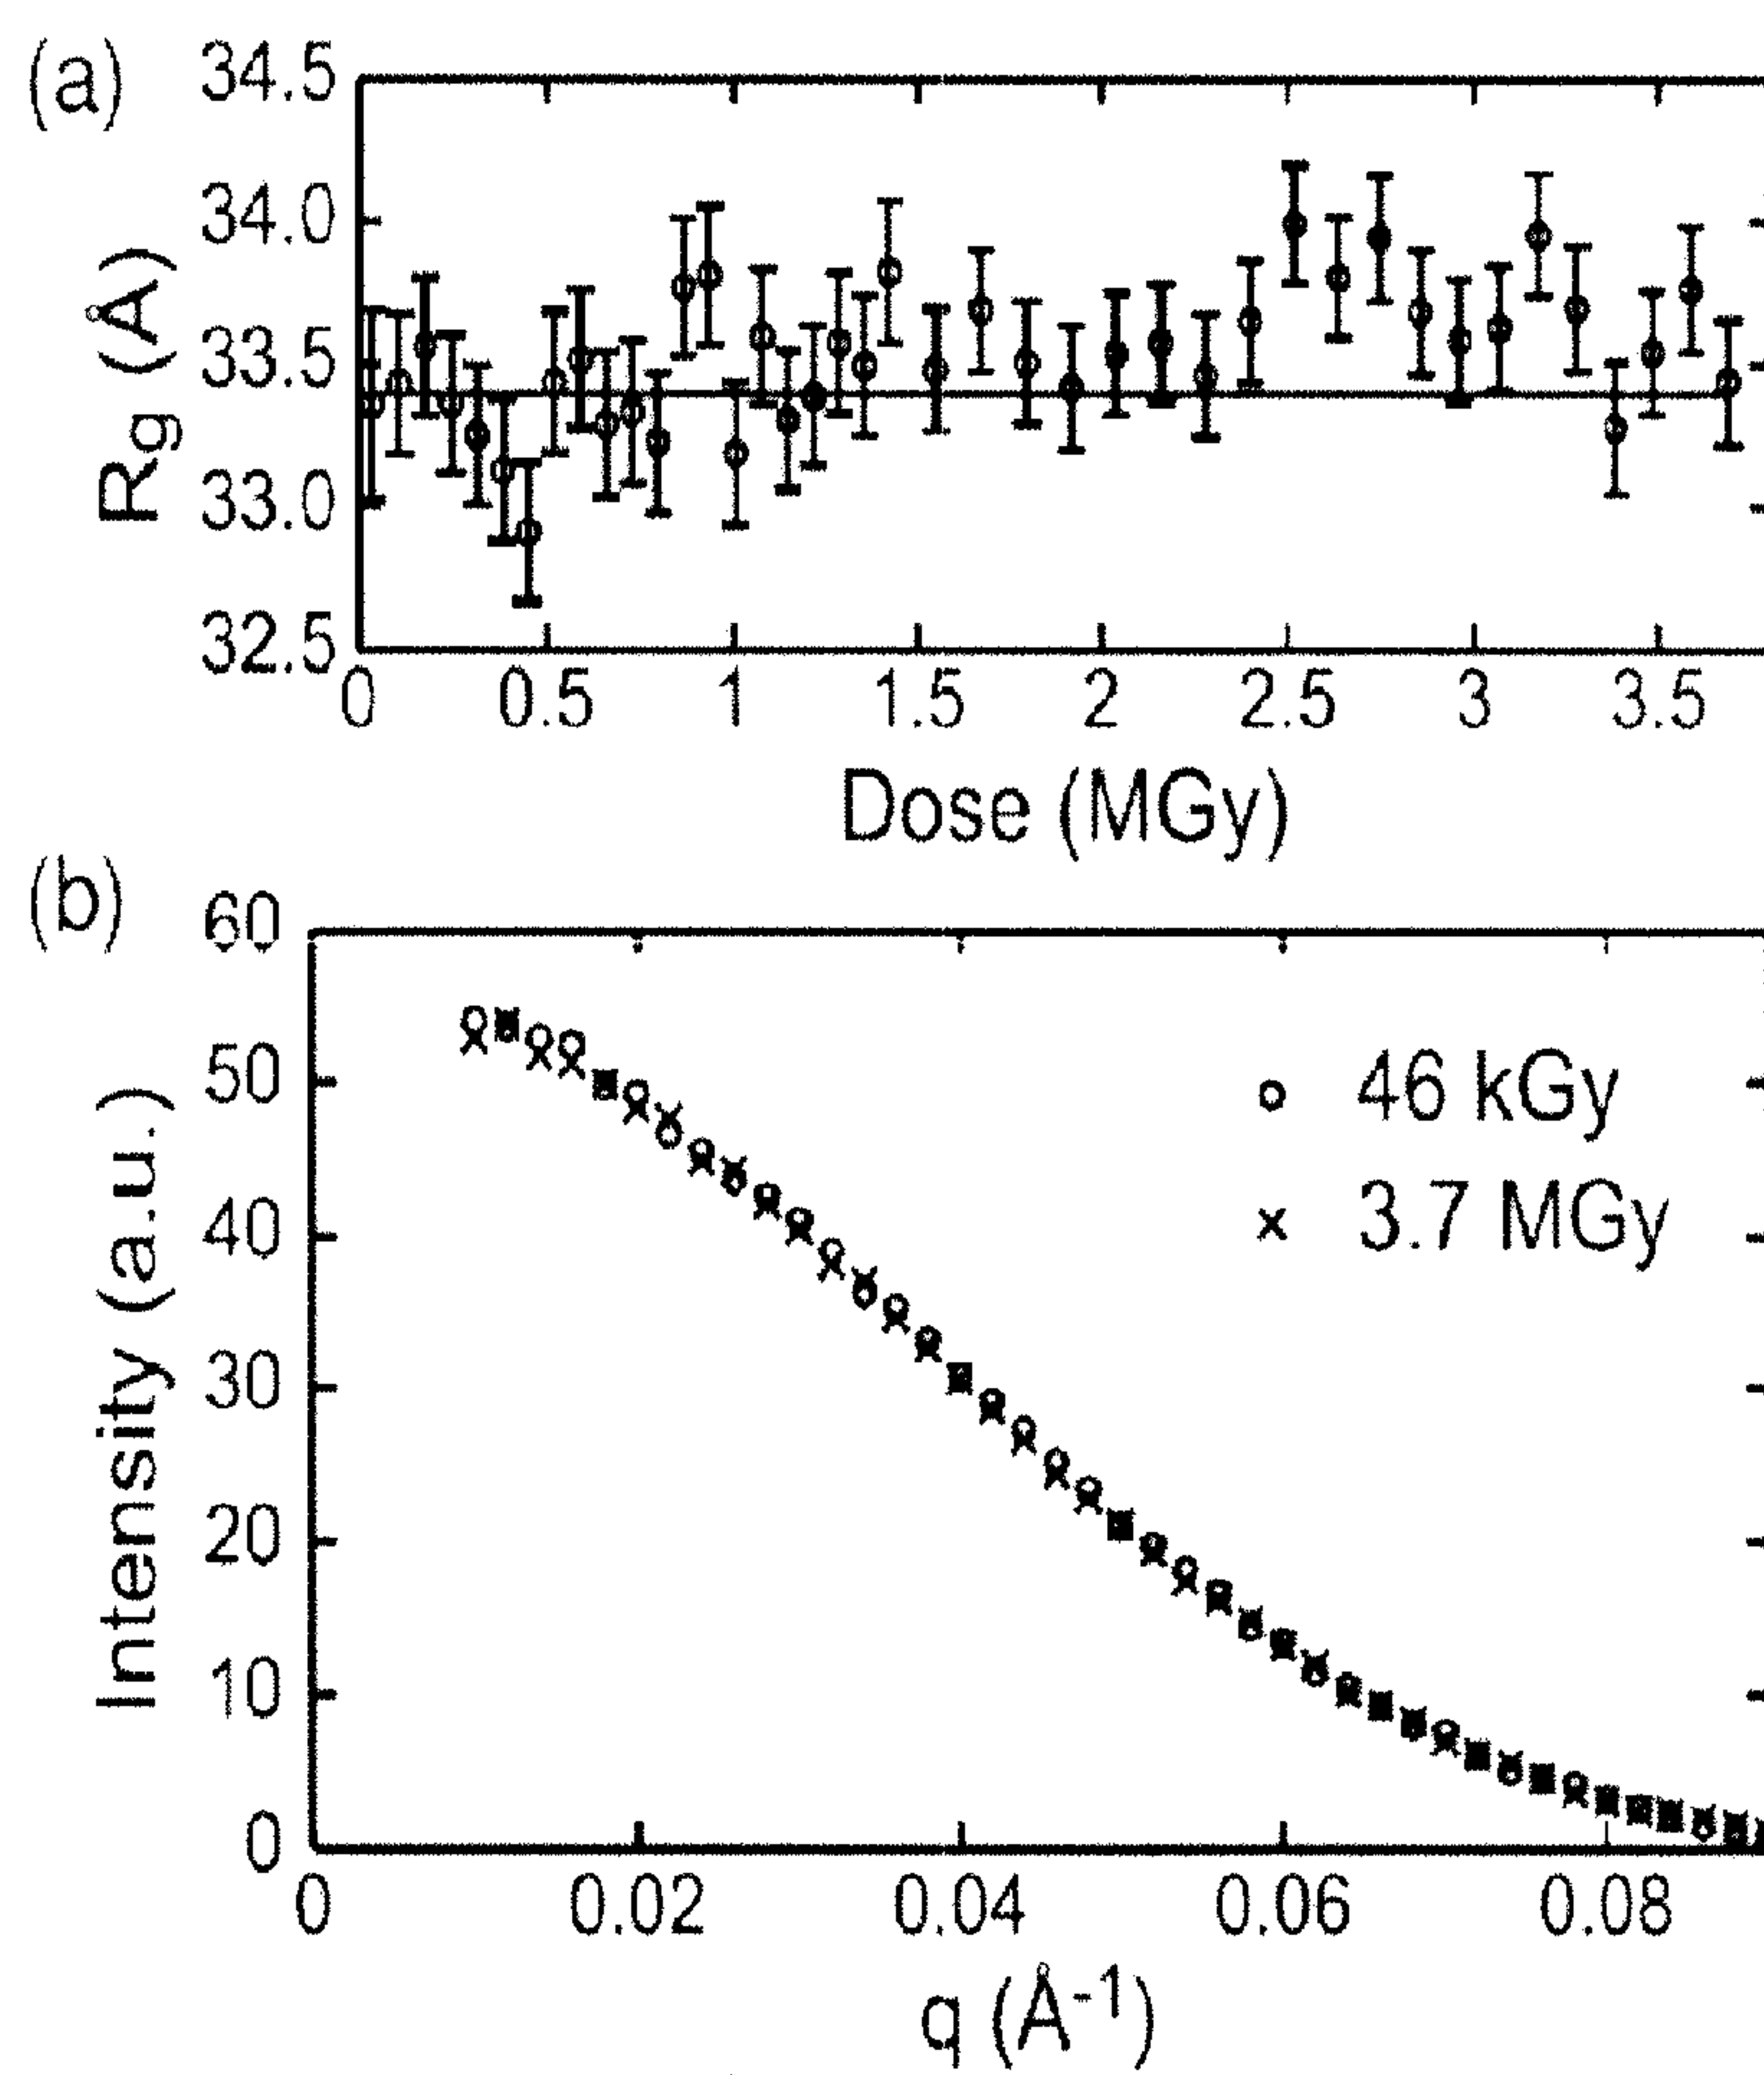 (a)
34.5
34.0
33.5
33.0
32.5
Rg (Å)
0 0.5 1 1.5 2 2.5 3 3.5
Dose (MGy)
(b)
60
50
40
30
20
10
0
Intensity (a.u.)
o 46 kGy
x 3.7 MGy
0 0.02 0.04 0.06 0.08
q (Å-1)